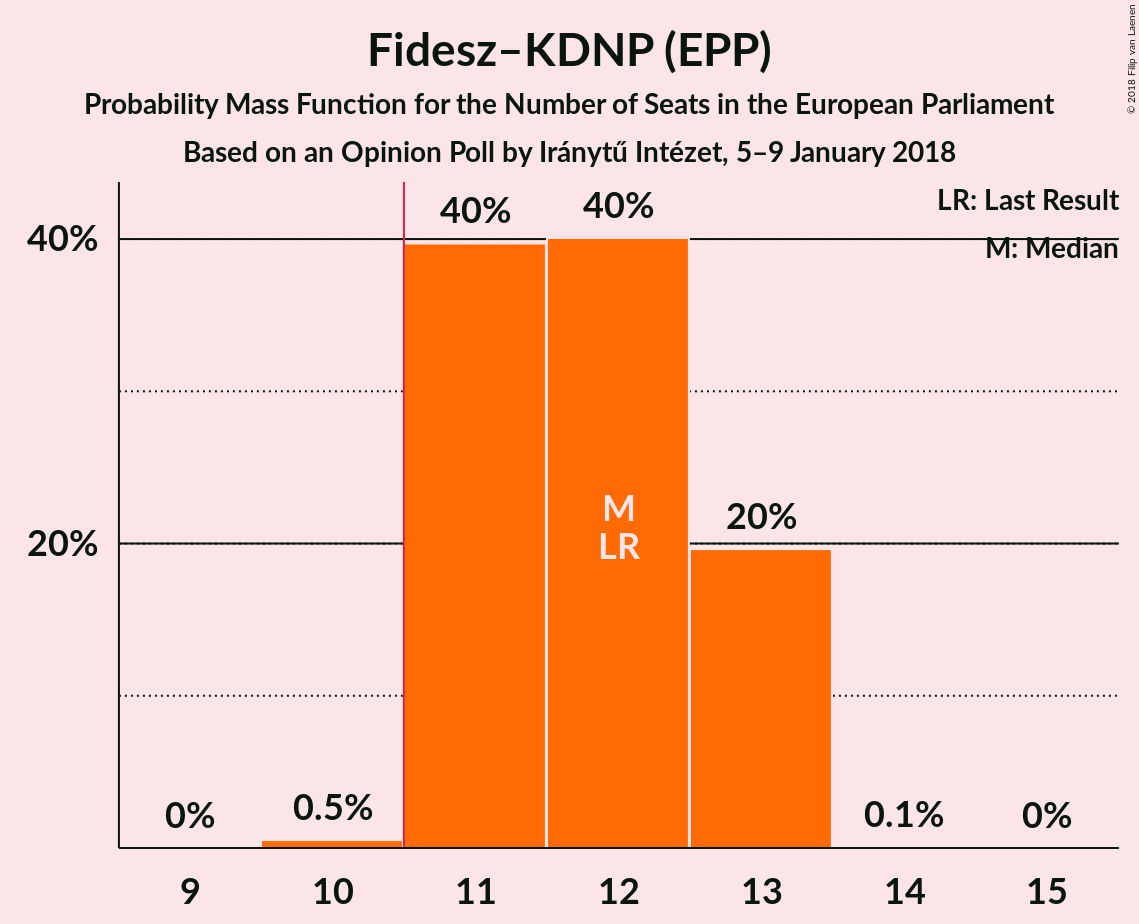 Fidesz–KDNP (EPP)
Probability Mass Function for the Number of Seats in the European Parliament
Based on an Opinion Poll by Iránytű Intézet, 5–9 January 2018
© 2018 Filip van Laenen
LR: Last Result
M: Median
40%
20%
0%
0.5%
40%
40%
20%
0.1%
0%
M
LR
9
10
11
12
13
14
15